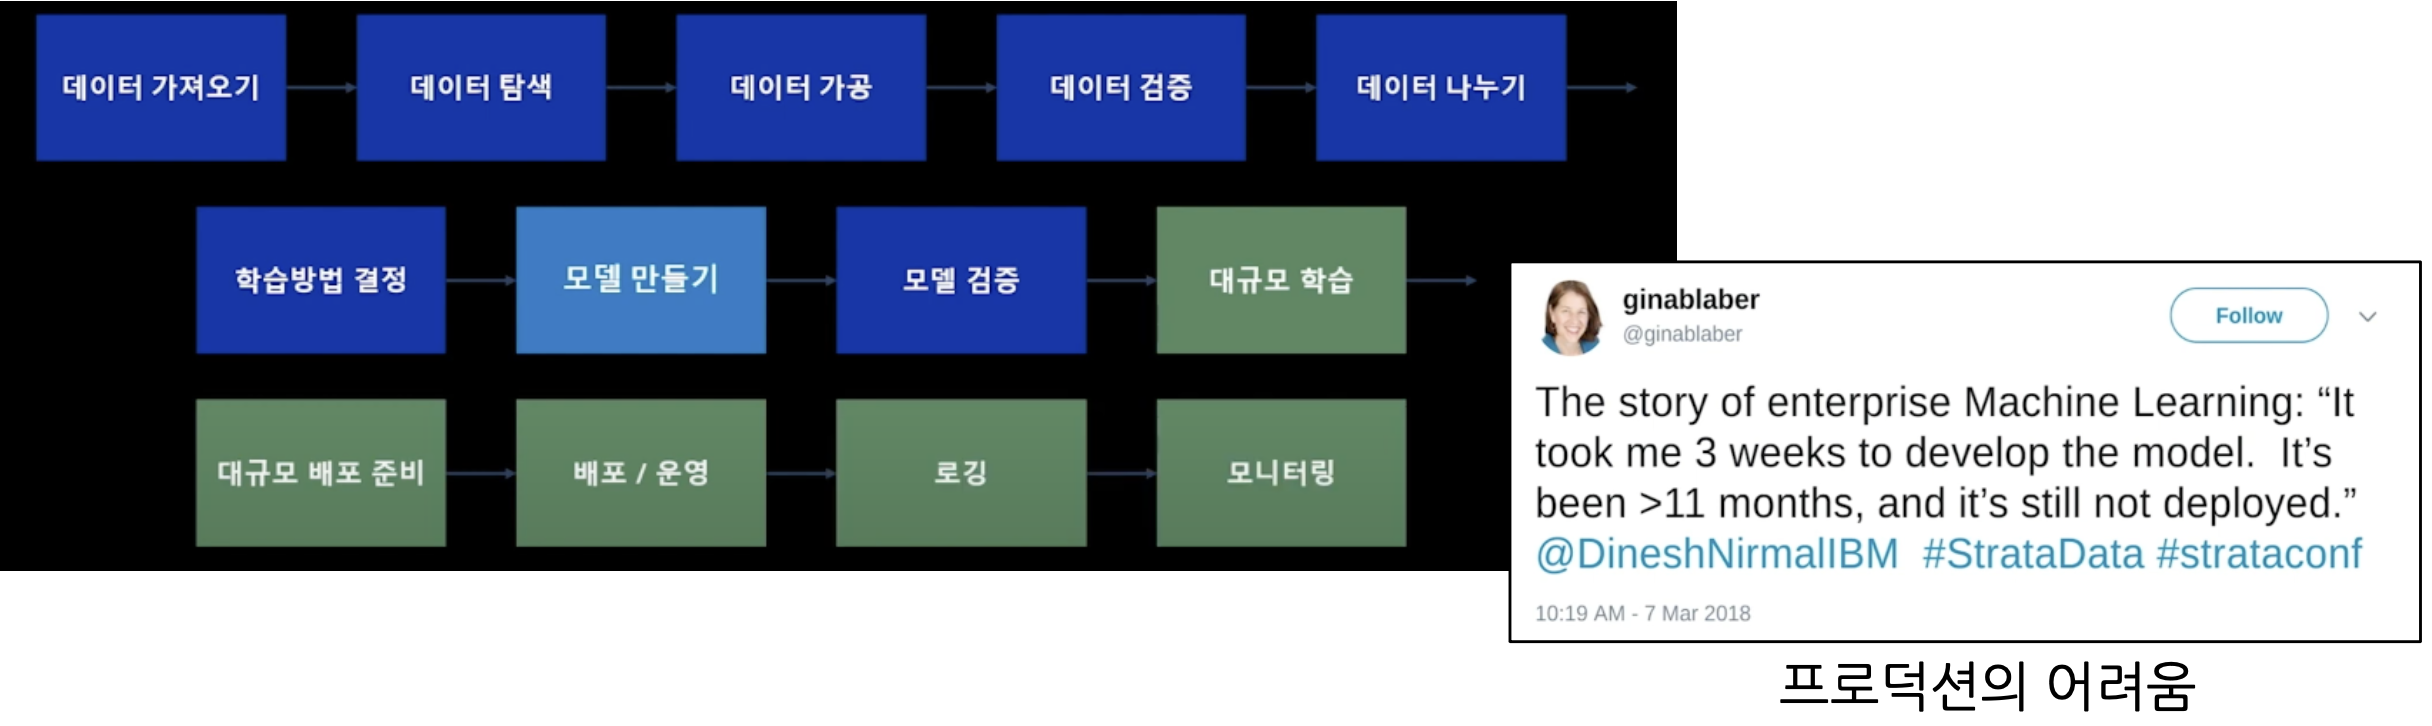 데이터 가져오기
데이터 탐색
데이터 가공
데이터 검증
데이터 나누기
학습방법 결정
모델 만들기
모델 검증
대규모 학습
대규모 배포 준비
배포 / 운영
로깅
모니터링
ginablaber
@ginablaber
Follow
The story of enterprise Machine Learning: “It
took me 3 weeks to develop the model.  It’s
been >11 months, and it’s still not deployed.”
@DineshNirmalIBM  #StrataData #strataconf
10:19 AM - 7 Mar 2018
프로덕션의 어려움